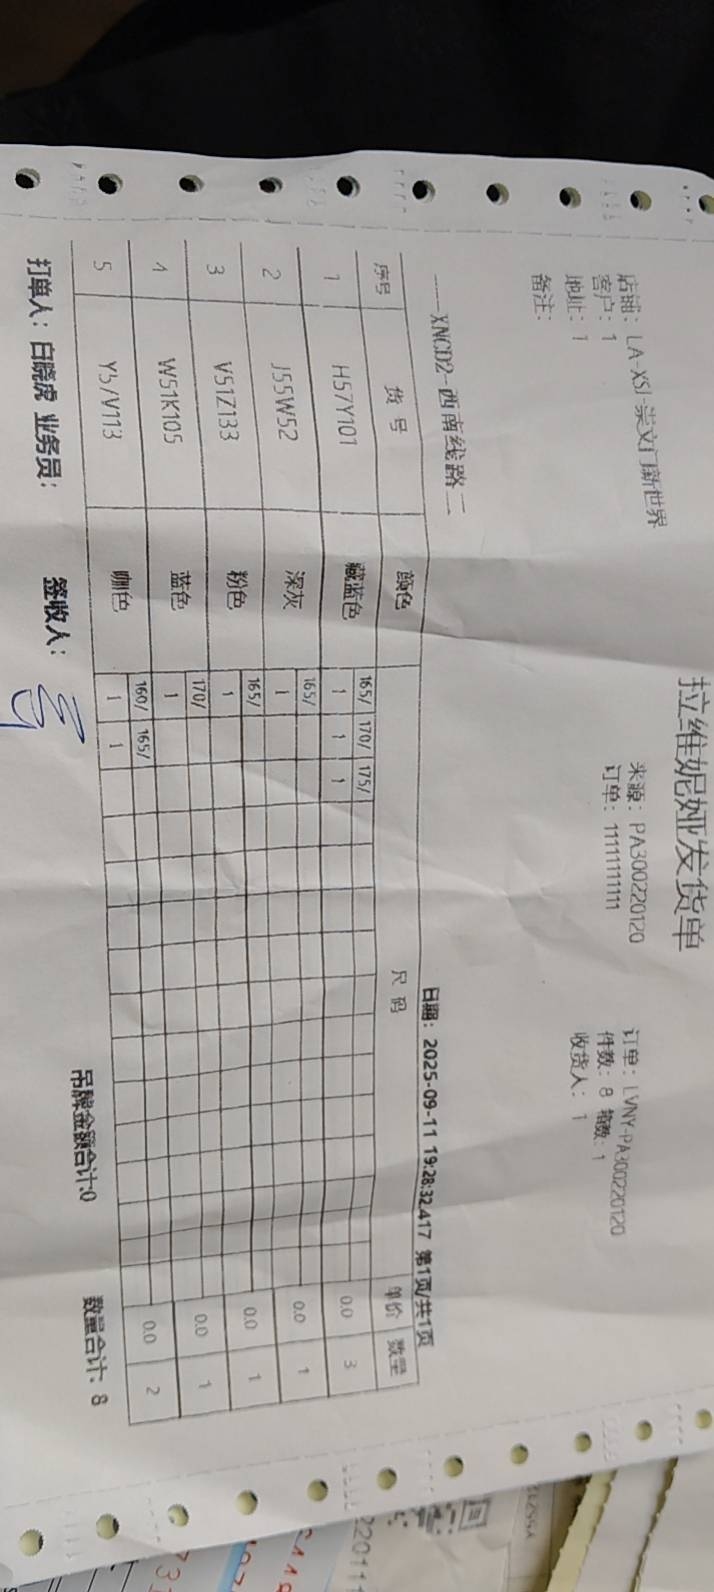 拉维妮娅发货单
店铺：LA-XSJ-崇文门新世界 来源：PA300220120 订单：LVNY-PA300220120
客户：1 订单：11111111111 件数：8 箱数：1
地址：1 收货人：1
备注：
——XNCD2-西南线路二 日期：2025-09-11 19:28:32.417 第1页/共1页
序号 货号 颜色 尺码 单价 数量
165/ 170/ 175/
1 H57Y101 藏蓝色 1 1 1 0.0 3
165/
2 J55W52 深灰 1 0.0 1
165/
3 V51Z133 粉色 1 0.0 1
170/
4 W51K105 蓝色 1 0.0 1
160/ 165/
5 Y57V113 咖色 1 1 0.0 2
吊牌金额合计:0 数量合计：8
打单人：白晓虎 业务员： 签收人：